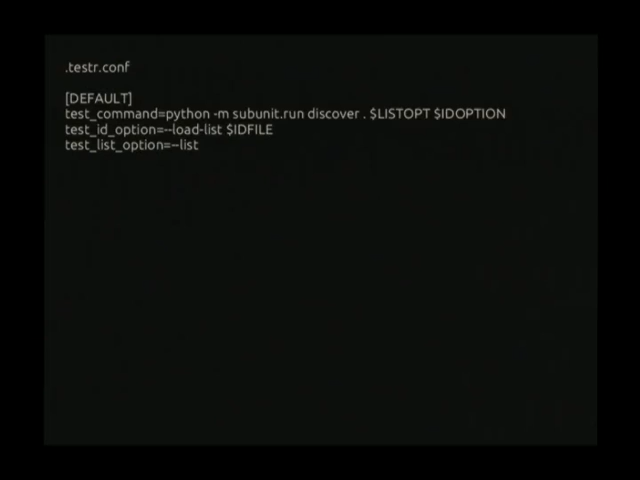 .testr.conf
[DEFAULT]
test_command=python -m subunit.run discover . $LISTOPT $IDOPTION
test_id_option=--load-list $IDFILE
test_list_option=--list